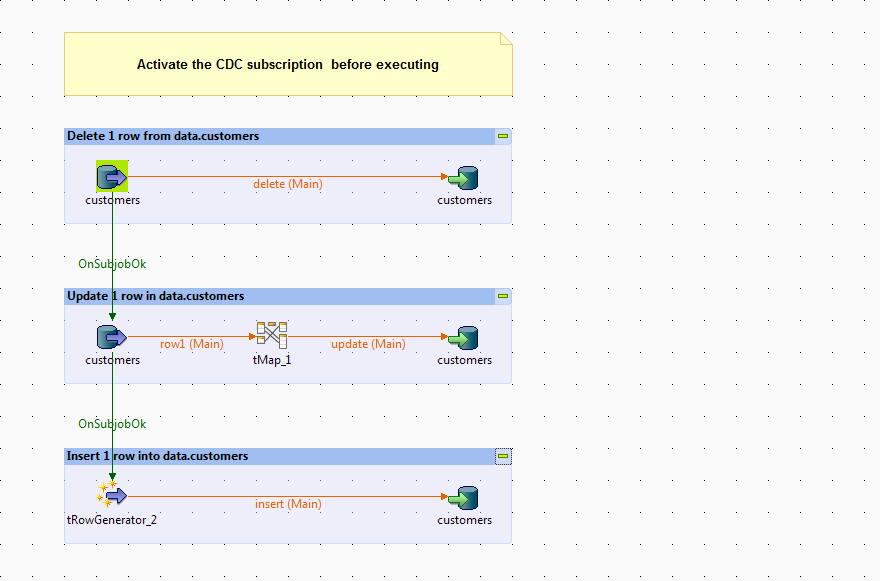 Activate the CDC subscription  before executing
Delete 1 row from data.customers
delete (Main)
customers
customers
OnSubjobOk
Update 1 row in data.customers
row1 (Main)
update (Main)
customers
tMap_1
customers
OnSubjobOk
Insert 1 row into data.customers
insert (Main)
tRowGenerator_2
customers